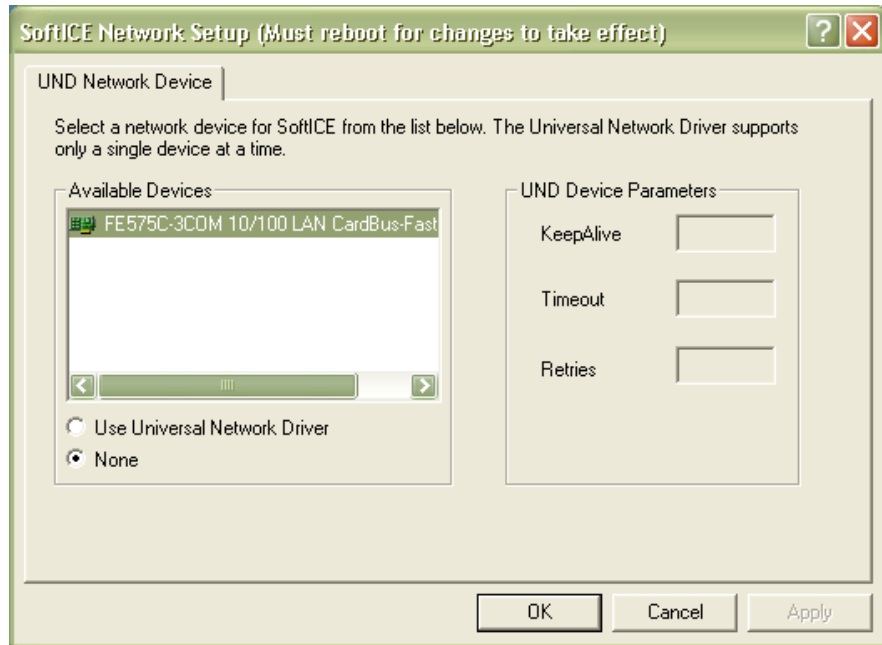 SoftICE Network Setup (Must reboot for changes to take effect)
UND Network Device
Select a network device for SoftICE from the list below. The Universal Network Driver supports
only a single device at a time.
Available Devices
FE575C-3COM 10/100 LAN CardBus-Fast
Use Universal Network Driver
None
UND Device Parameters
KeepAlive
Timeout
Retries
OK
Cancel
Apply